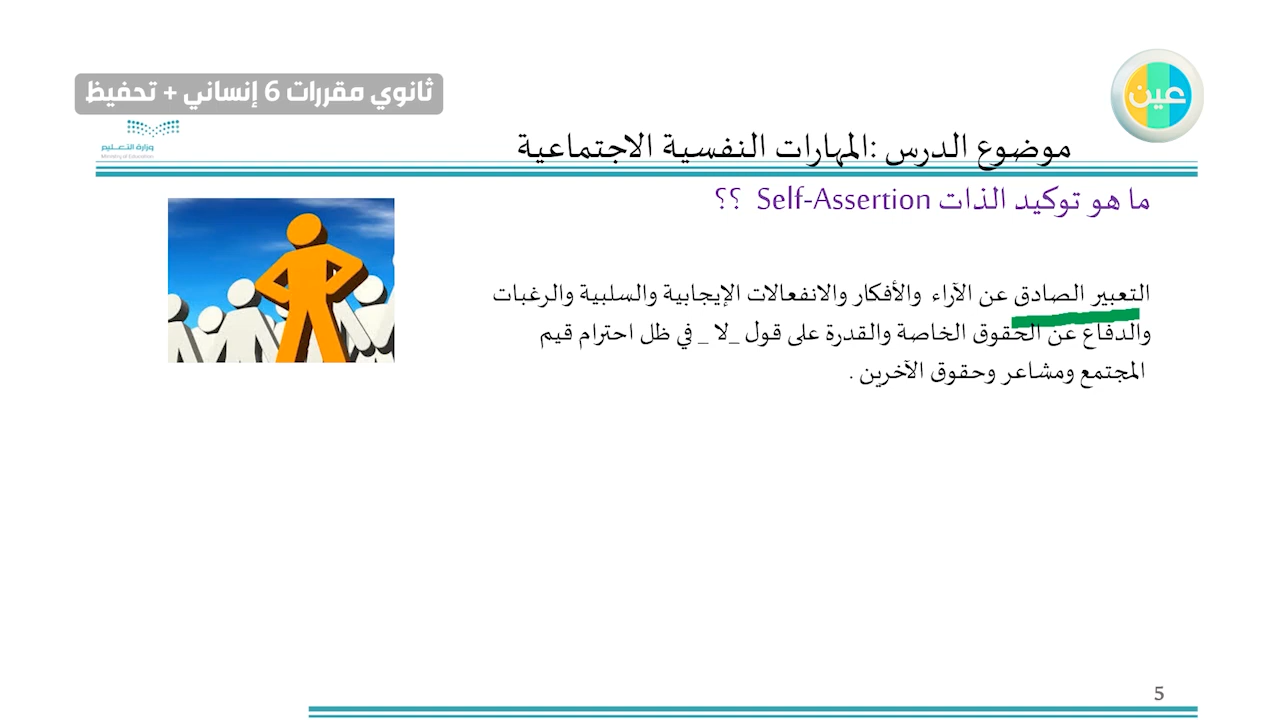 ثانوي مقررات 6 إنساني + تحفيظ
عين
وزارة التعليم
Ministry of Education
موضوع الدرس :المهارات النفسية الاجتماعية
ما هو توكيد الذات Self-Assertion ؟؟
التعبير الصادق عن الآراء والأفكار والانفعالات الإيجابية والسلبية والرغبات
والدفاع عن الحقوق الخاصة والقدرة على قول _لا _ في ظل احترام قيم
المجتمع ومشاعر وحقوق الآخرين .
5